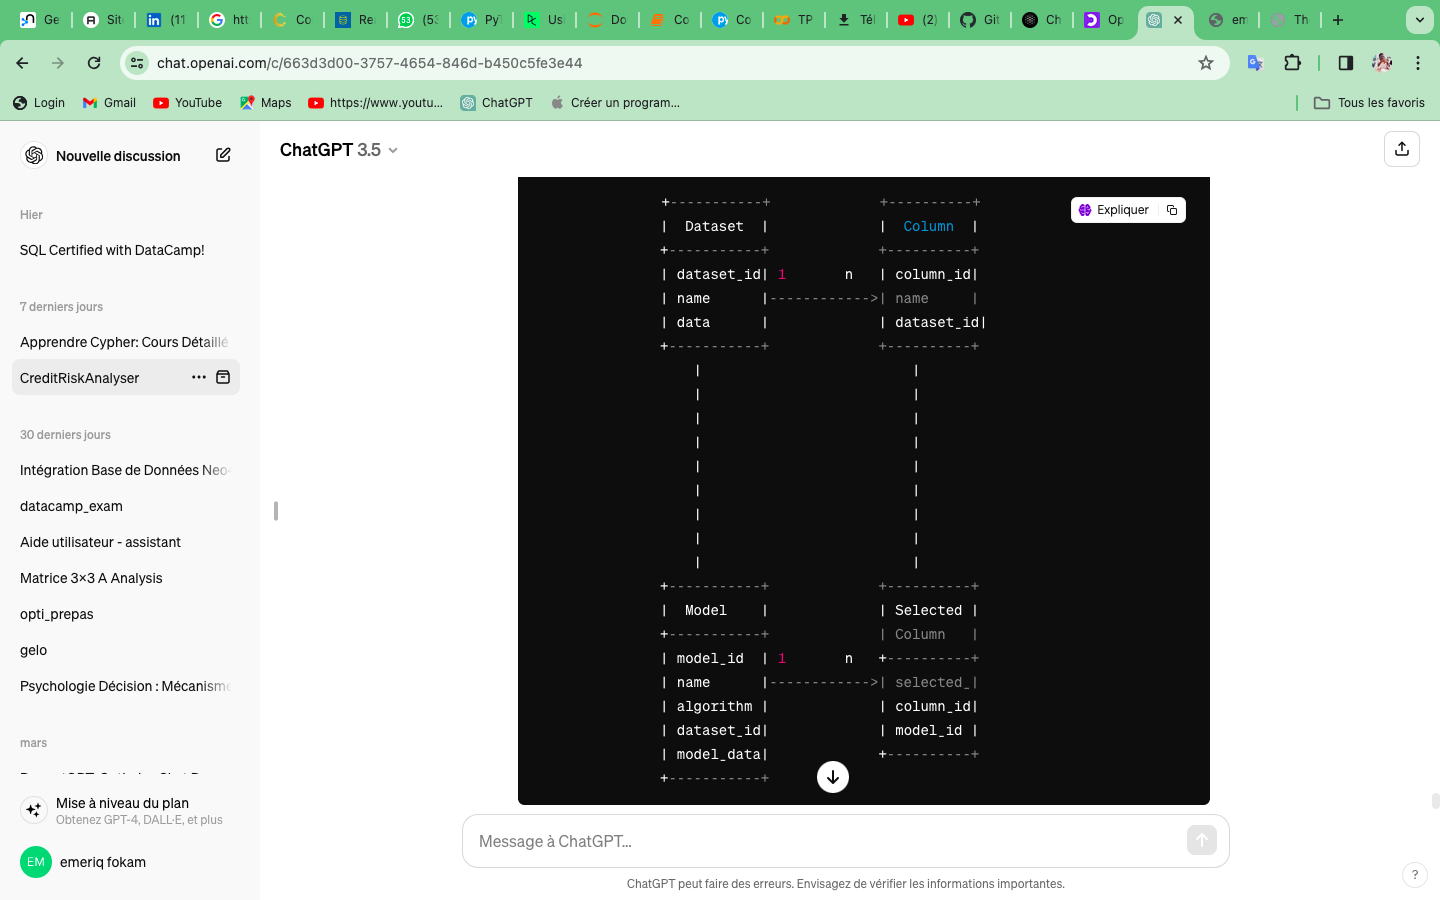 Ge
Sit
(11
htt
Co
Re
(53
PyT
Usi
Do
Co
Co
TP
Tél
(2)
Git
Ch
Op
em
Th
chat.openai.com/c/663d3d00-3757-4654-846d-b450c5fe3e44
Login
Gmail
YouTube
Maps
https://www.youtu...
ChatGPT
Créer un program...
Tous les favoris
Nouvelle discussion
ChatGPT 3.5
Hier
SQL Certified with DataCamp!
7 derniers jours
Apprendre Cypher: Cours Détaillé
CreditRiskAnalyser
30 derniers jours
Intégration Base de Données Neo
datacamp_exam
Aide utilisateur - assistant
Matrice 3×3 A Analysis
opti_prepas
gelo
Psychologie Décision : Mécanisme
mars
Mise à niveau du plan
Obtenez GPT-4, DALL·E, et plus
EM emeriq fokam
Expliquer
+-----------+             +----------+
|  Dataset  |             |  Column  |
+-----------+             +----------+
| dataset_id| 1       n   | column_id|
| name      |------------>| name     |
| data      |             | dataset_id|
+-----------+             +----------+
    |                         |
    |                         |
    |                         |
    |                         |
    |                         |
    |                         |
    |                         |
    |                         |
    |                         |
+-----------+             +----------+
|  Model    |             | Selected |
+-----------+             | Column   |
| model_id  | 1       n   +----------+
| name      |------------>| selected_|
| algorithm |             | column_id|
| dataset_id|             | model_id |
| model_data|             +----------+
+-----------+
Message à ChatGPT...
ChatGPT peut faire des erreurs. Envisagez de vérifier les informations importantes.
?